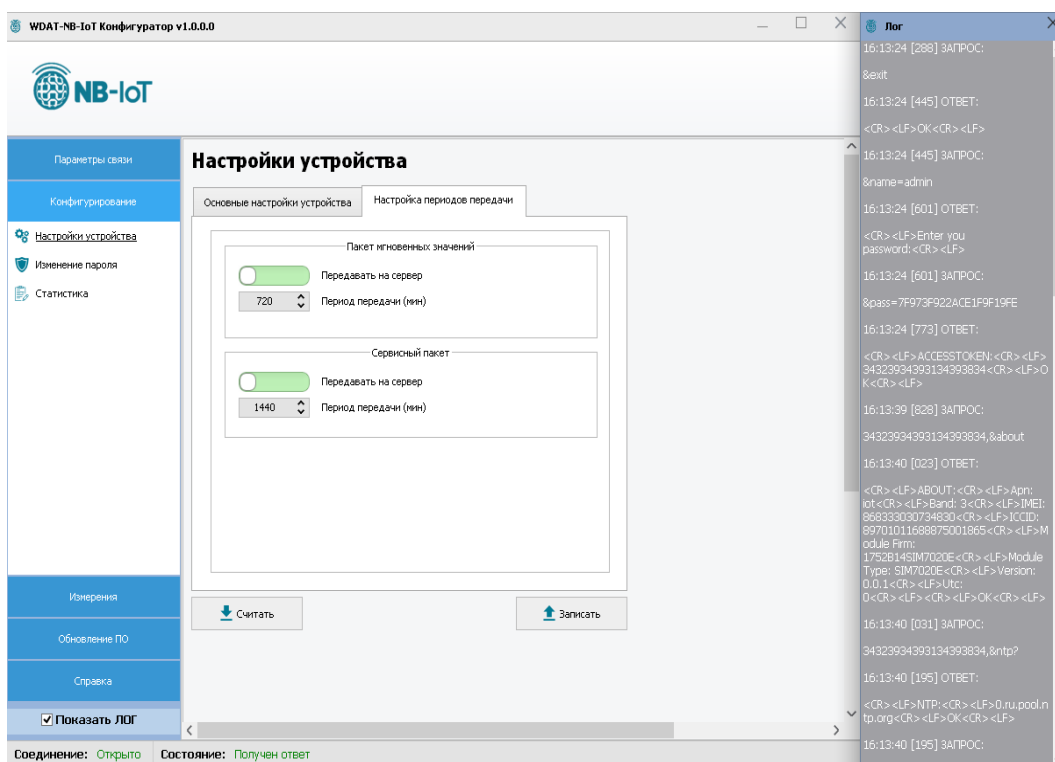 WDAT-NB-IoT Конфигуратор v1.0.0.0
NB-IoT
Параметры связи
Конфигурирование
Настройки устройства
Изменение пароля
Статистика
Измерения
Обновление ПО
Справка
Показать ЛОГ
Настройки устройства
Основные настройки устройства
Настройка периодов передачи
Пакет мгновенных значений
Передавать на сервер
720
Период передачи (мин)
Сервисный пакет
Передавать на сервер
1440
Период передачи (мин)
Считать
Записать
Соединение: Открыто
Состояние: Получен ответ
Лог
16:13:24 [288] ЗАПРОС:
&exit
16:13:24 [445] ОТВЕТ:
<CR><LF>OK<CR><LF>
16:13:24 [445] ЗАПРОС:
&name=admin
16:13:24 [601] ОТВЕТ:
<CR><LF>Enter you
password:<CR><LF>
16:13:24 [601] ЗАПРОС:
&pass=7F973F922ACE1F9F19FE
16:13:24 [773] ОТВЕТ:
<CR><LF>ACCESSTOKEN:<CR><LF>
34323934393134393834<CR><LF>O
K<CR><LF>
16:13:39 [828] ЗАПРОС:
34323934393134393834,&about
16:13:40 [023] ОТВЕТ:
<CR><LF>ABOUT:<CR><LF>Apn:
iot<CR><LF>Band: 3<CR><LF>IMEI:
868333030734830<CR><LF>ICCID:
89701011688875001865<CR><LF>M
odule Firm:
1752B14SIM7020E<CR><LF>Module
Type: SIM7020E<CR><LF>Version:
0.0.1<CR><LF>Utc:
0<CR><LF><CR><LF>OK<CR><LF>
16:13:40 [031] ЗАПРОС:
34323934393134393834,&ntp?
16:13:40 [195] ОТВЕТ:
<CR><LF>NTP:<CR><LF>0.ru.pool.n
tp.org<CR><LF>OK<CR><LF>
16:13:40 [195] ЗАПРОС: